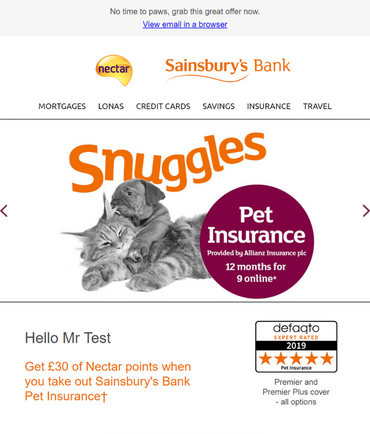 No time to paws, grab this great offer now.
View email in a browser
nectar
Sainsbury's Bank
MORTGAGES LONAS CREDIT CARDS SAVINGS INSURANCE TRAVEL
Snuggles
Pet
Insurance
Provided by Allianz Insurance plc
12 months for
9 online*
Hello Mr Test
Get £30 of Nectar points when
you take out Sainsbury's Bank
Pet Insurance†
defaqto
EXPERT RATED
2019
Pet Insurance
Premier and
Premier Plus cover
- all options